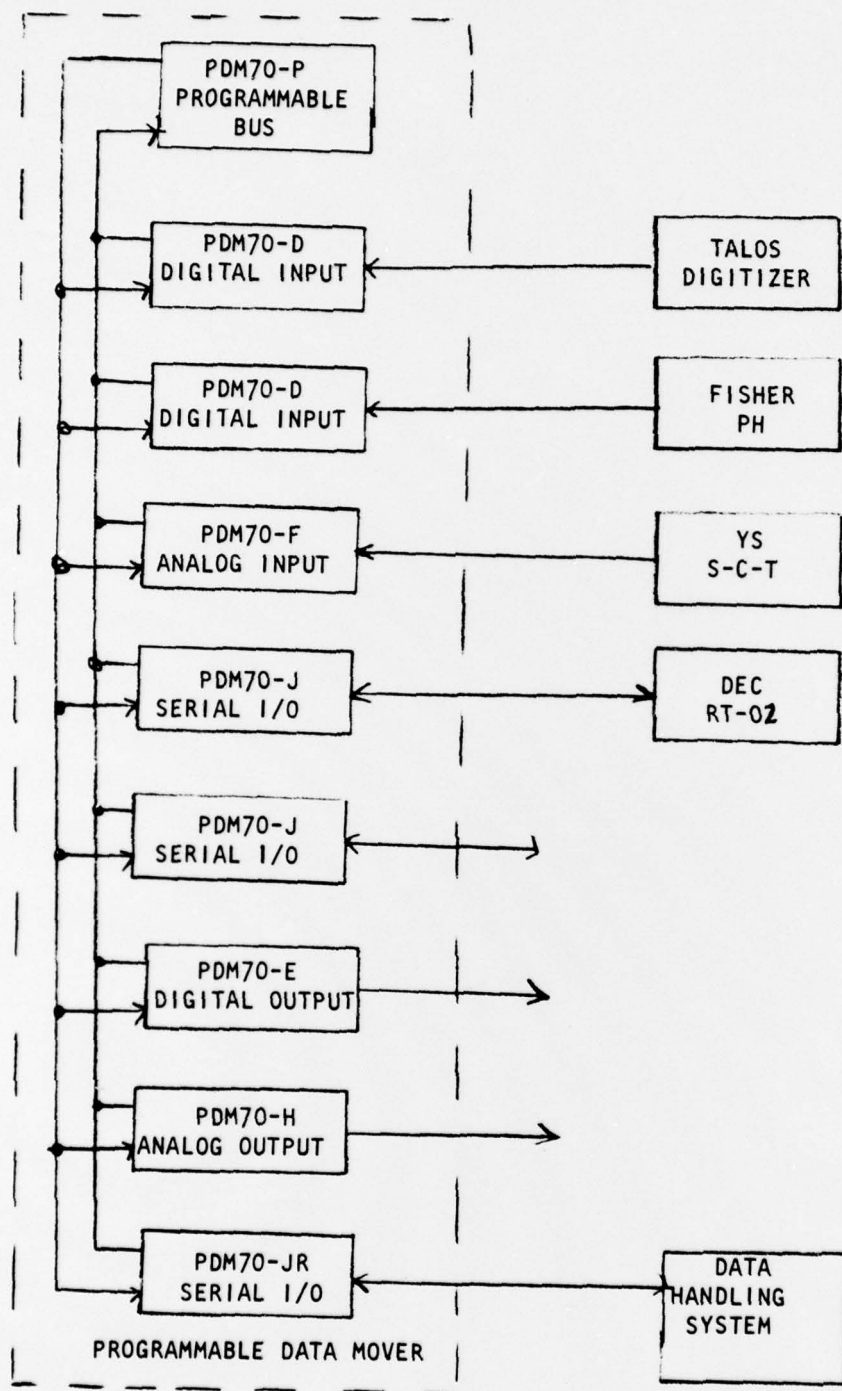 PDM70-P
PROGRAMMABLE
BUS
PDM70-D
DIGITAL INPUT
TALOS
DIGITIZER
PDM70-D
DIGITAL INPUT
FISHER
PH
PDM70-F
ANALOG INPUT
YS
S-C-T
PDM70-J
SERIAL I/O
DEC
RT-02
PDM70-J
SERIAL I/O
PDM70-E
DIGITAL OUTPUT
PDM70-H
ANALOG OUTPUT
PDM70-JR
SERIAL I/O
DATA
HANDLING
SYSTEM
PROGRAMMABLE DATA MOVER